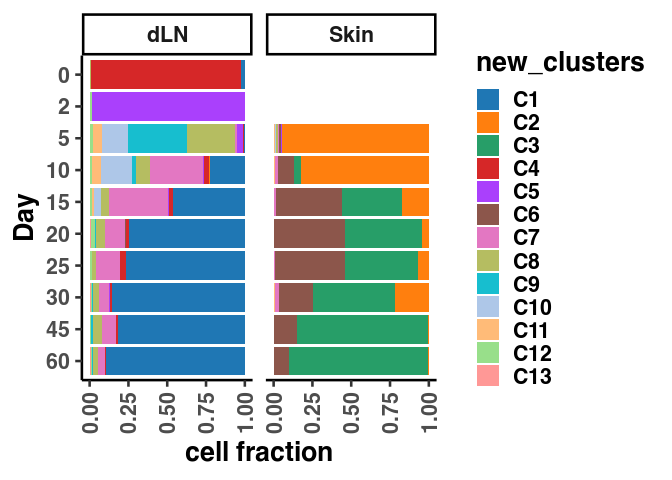 dLN Skin
Day
0
2
5
10
15
20
25
30
45
60
0.00 0.25 0.50 0.75 1.00 0.00 0.25 0.50 0.75 1.00
cell fraction
new_clusters
C1
C2
C3
C4
C5
C6
C7
C8
C9
C10
C11
C12
C13